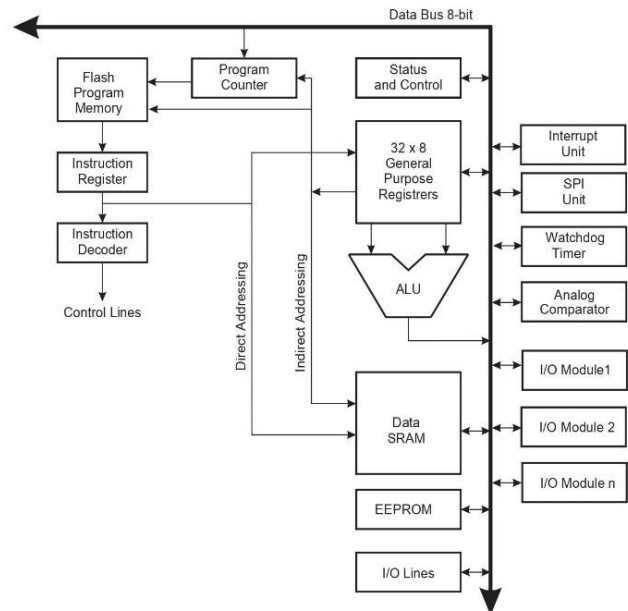 Data Bus 8-bit
Flash
Program
Memory
Program
Counter
Status
and Control
Instruction
Register
32 x 8
General
Purpose
Registrers
Interrupt
Unit
SPI
Unit
Instruction
Decoder
Watchdog
Timer
ALU
Analog
Comparator
Control Lines
Direct Addressing
Indirect Addressing
I/O Module1
Data
SRAM
I/O Module 2
I/O Module n
EEPROM
I/O Lines